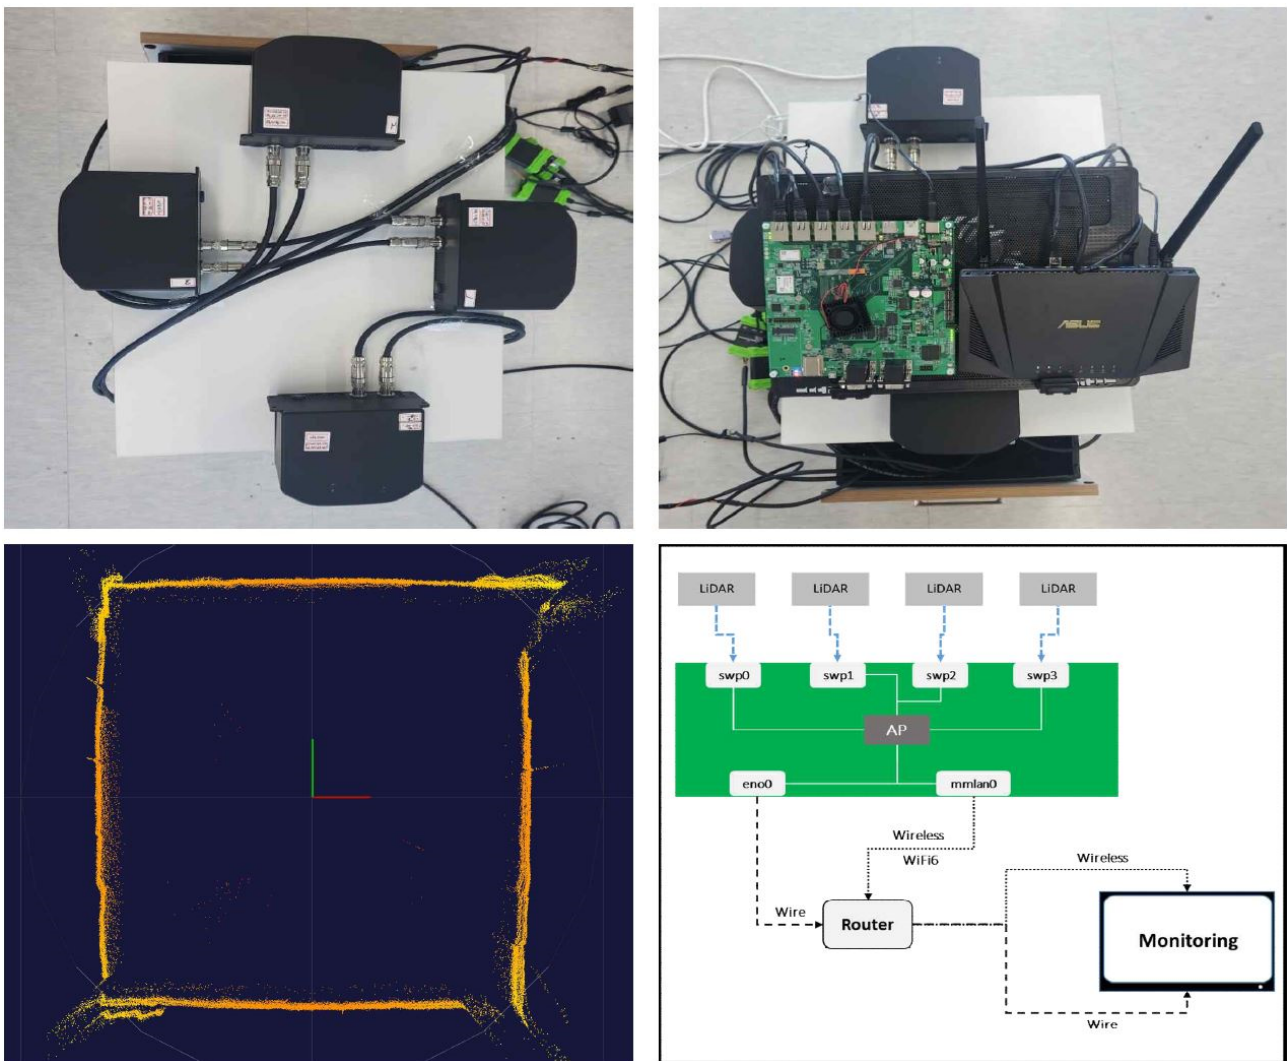 ASUS
LiDAR LiDAR LiDAR LiDAR
swp0 swp1 swp2 swp3
AP
eno0 mmlan0
Wireless
WiFi6
Wireless
Wire
Router
Monitoring
Wire